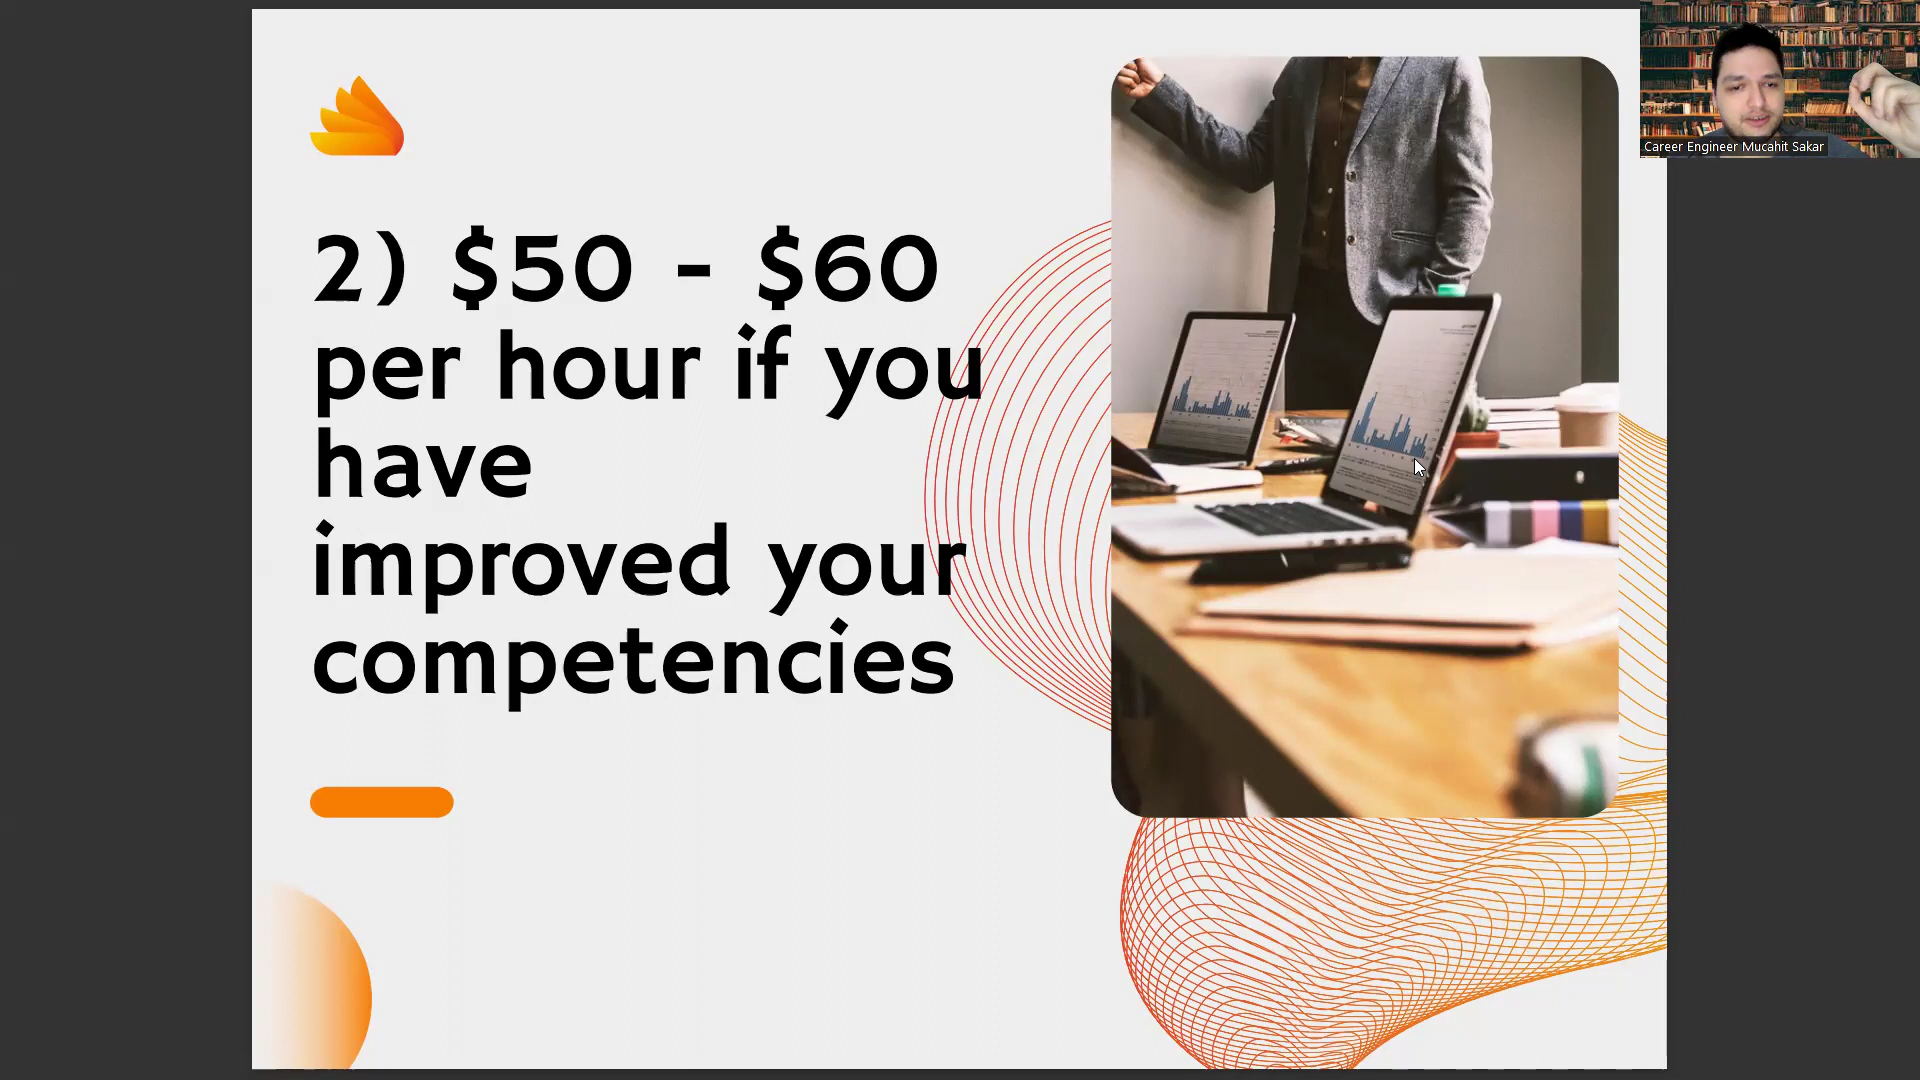 2) $50 - $60
per hour if you
have
improved your
competencies
Career Engineer Mucahit Sakar